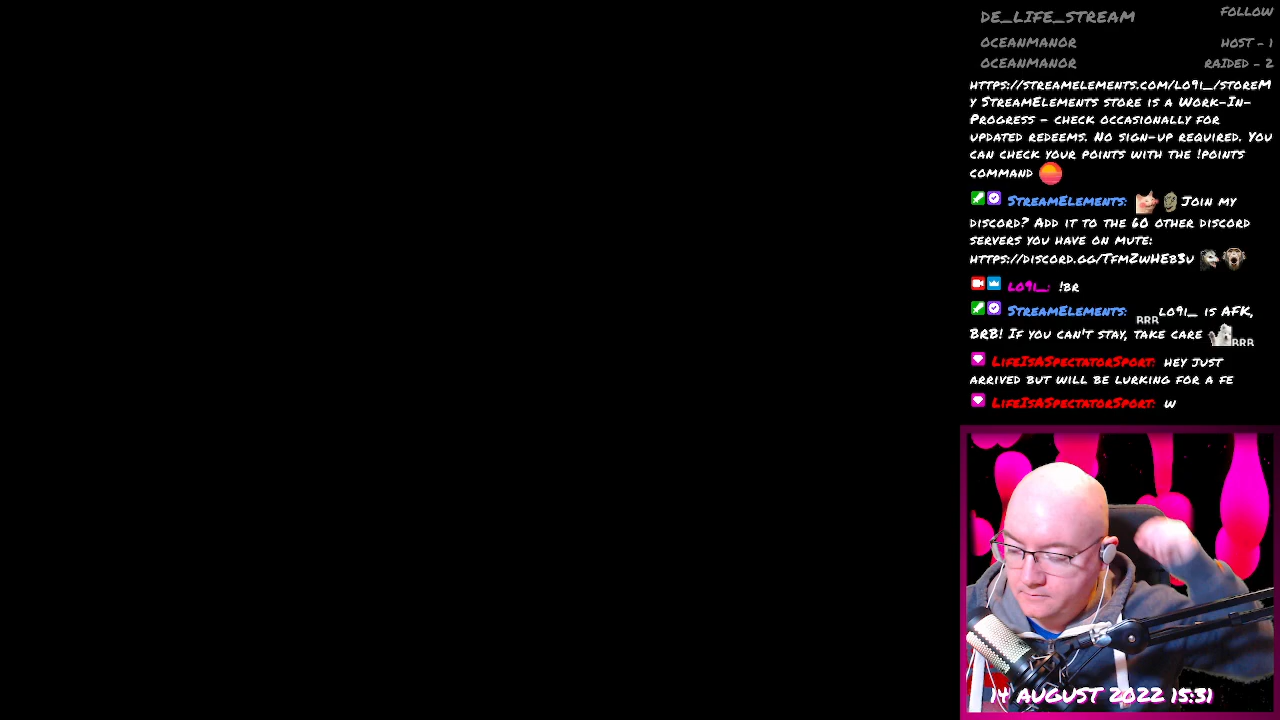 DE_LIFE_STREAM FOLLOW
OCEANMANOR HOST - 1
OCEANMANOR RAIDED - 2
HTTPS://STREAMELEMENTS.COM/LO9I_/STOREM
Y STREAMELEMENTS STORE IS A WORK-IN-
PROGRESS - CHECK OCCASIONALLY FOR
UPDATED REDEEMS. NO SIGN-UP REQUIRED. YOU
CAN CHECK YOUR POINTS WITH THE !POINTS
COMMAND
STREAMELEMENTS: JOIN MY
DISCORD? ADD IT TO THE 60 OTHER DISCORD
SERVERS YOU HAVE ON MUTE:
HTTPS://DISCORD.GG/TFMZWHEB3U
LO9I_: !BR
STREAMELEMENTS: BRB LO9I_ IS AFK,
BRB! IF YOU CAN'T STAY, TAKE CARE BRB
LIFEISASPECTATORSPORT: HEY JUST
ARRIVED BUT WILL BE LURKING FOR A FE
LIFEISASPECTATORSPORT: W
14 AUGUST 2022 15:31